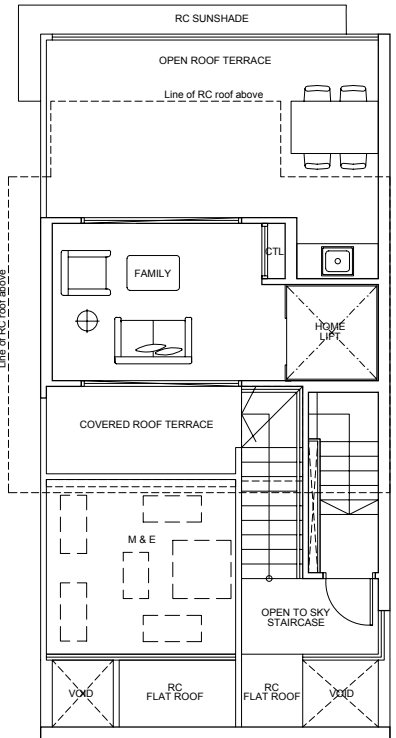 RC SUNSHADE
OPEN ROOF TERRACE
Line of RC roof above
CTL
FAMILY
HOME
LIFT
Line of RC roof above
COVERED ROOF TERRACE
M & E
OPEN TO SKY
STAIRCASE
VOID
RC
FLAT ROOF
RC
FLAT ROOF
VOID